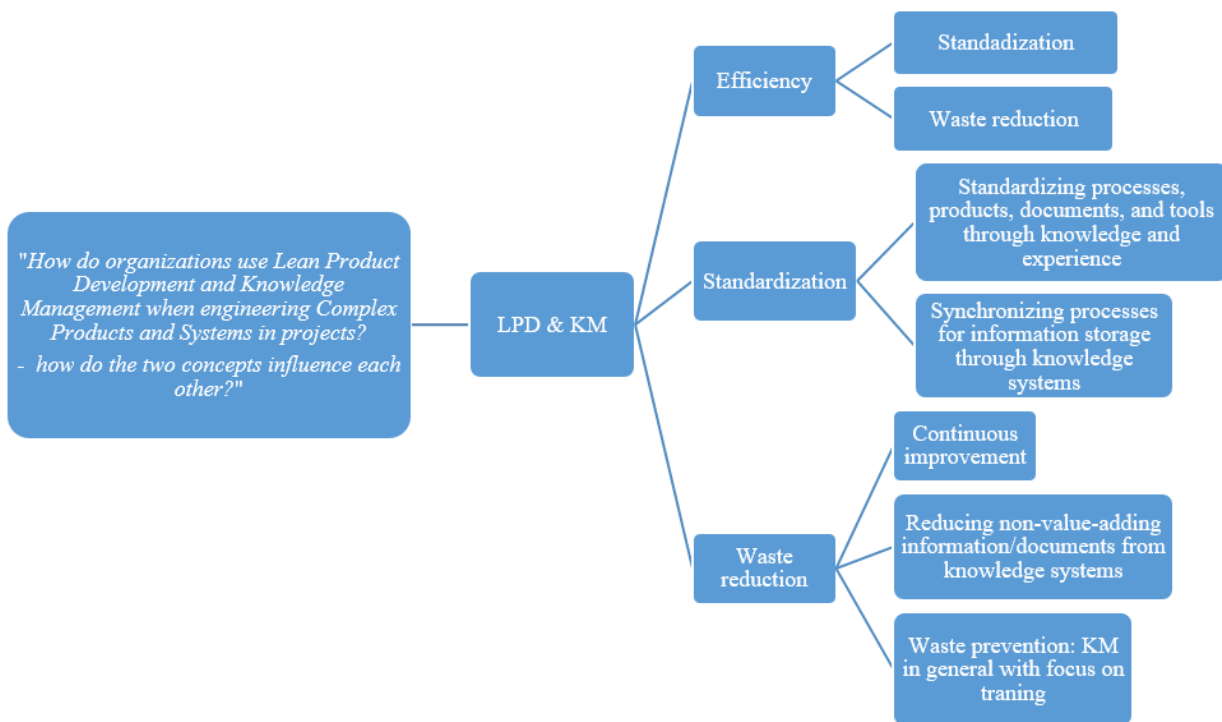 "How do organizations use Lean Product
Development and Knowledge
Management when engineering Complex
Products and Systems in projects?
- how do the two concepts influence each
other?"
LPD & KM
Efficiency
Standadization
Waste reduction
Standardization
Standardizing processes,
products, documents, and tools
through knowledge and
experience
Synchronizing processes
for information storage
through knowledge
systems
Waste
reduction
Continuous
improvement
Reducing non-value-adding
information/documents from
knowledge systems
Waste prevention: KM
in general with focus on
traning